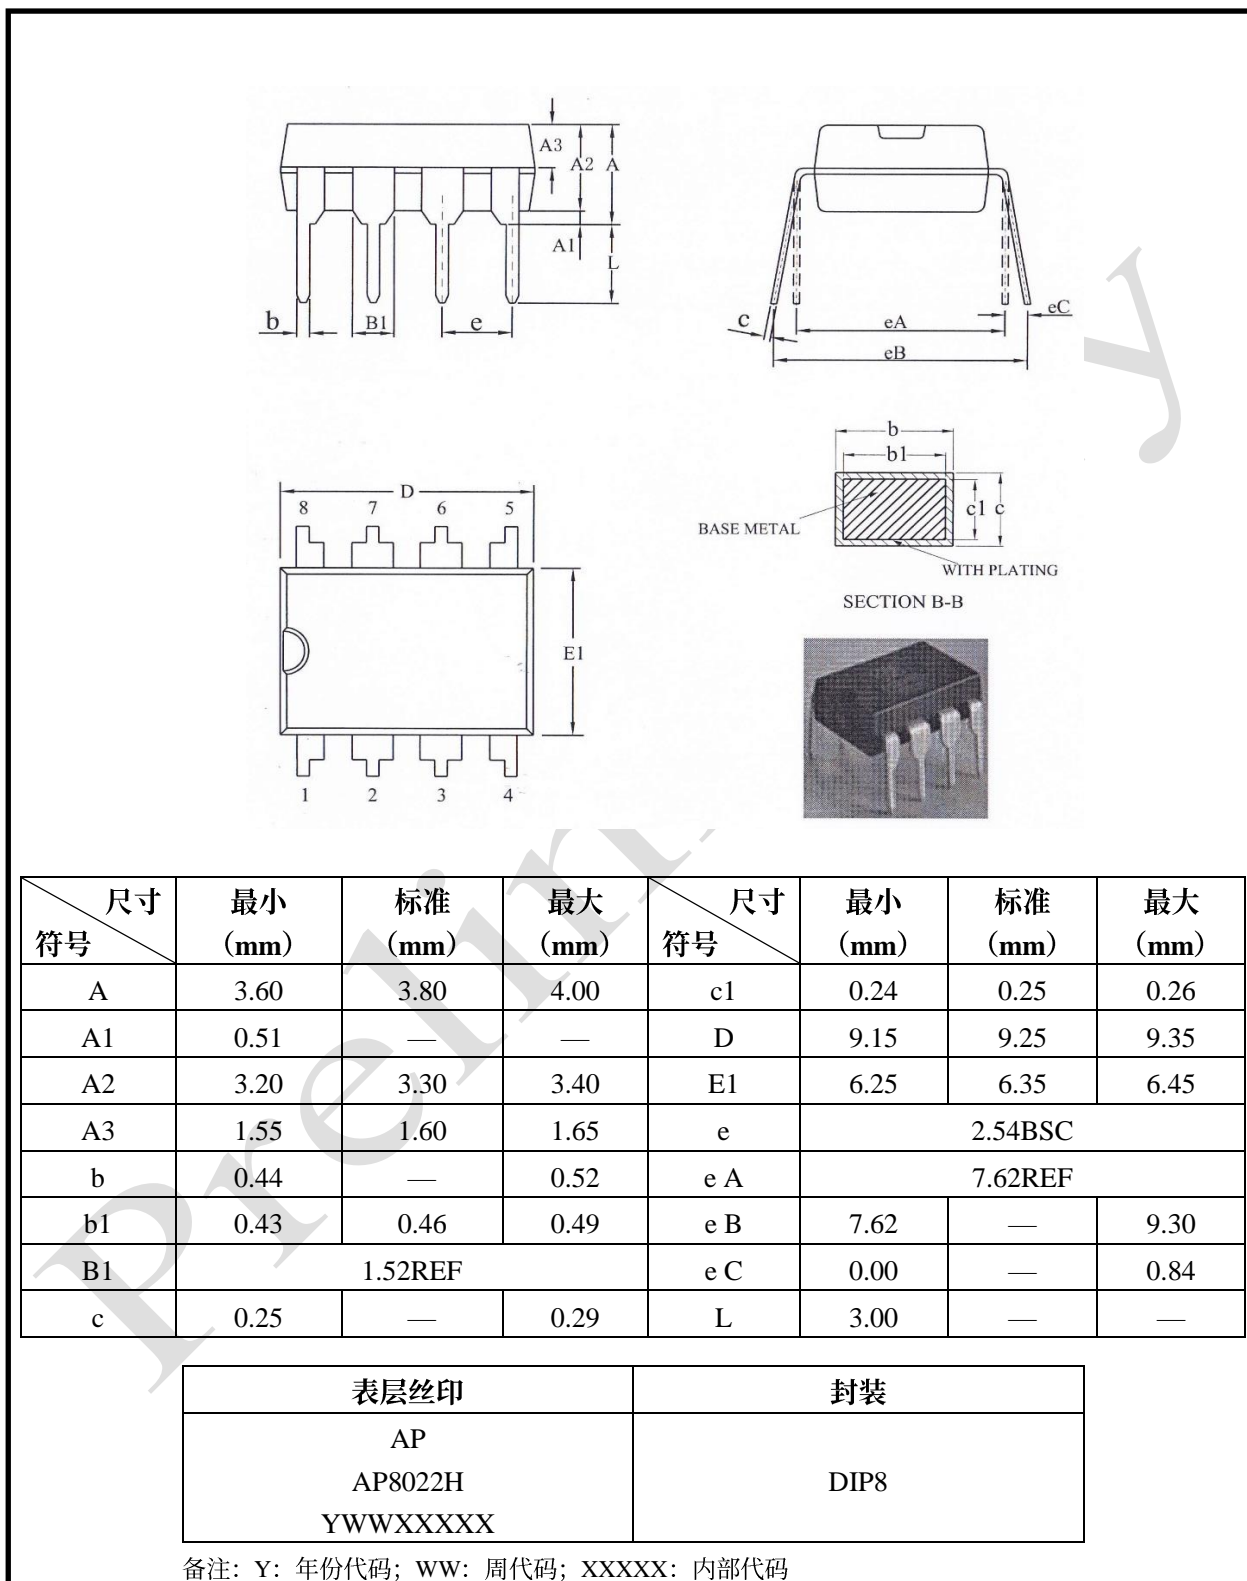 A3
A2
A
A1
L
b
B1
e
c
eA
eB
eC
b
b1
c1
c
BASE METAL
WITH PLATING
SECTION B-B
D
8 7 6 5
E1
1 2 3 4
Prelim
y
尺寸 符号 最小(mm) 标准(mm) 最大(mm) 尺寸 符号 最小(mm) 标准(mm) 最大(mm)
A 3.60 3.80 4.00 c1 0.24 0.25 0.26
A1 0.51 — — D 9.15 9.25 9.35
A2 3.20 3.30 3.40 E1 6.25 6.35 6.45
A3 1.55 1.60 1.65 e 2.54BSC
b 0.44 — 0.52 e A 7.62REF
b1 0.43 0.46 0.49 e B 7.62 — 9.30
B1 1.52REF e C 0.00 — 0.84
c 0.25 — 0.29 L 3.00 — —
表层丝印 封装
AP
AP8022H DIP8
YWWXXXXX
备注：Y：年份代码；WW：周代码；XXXXX：内部代码